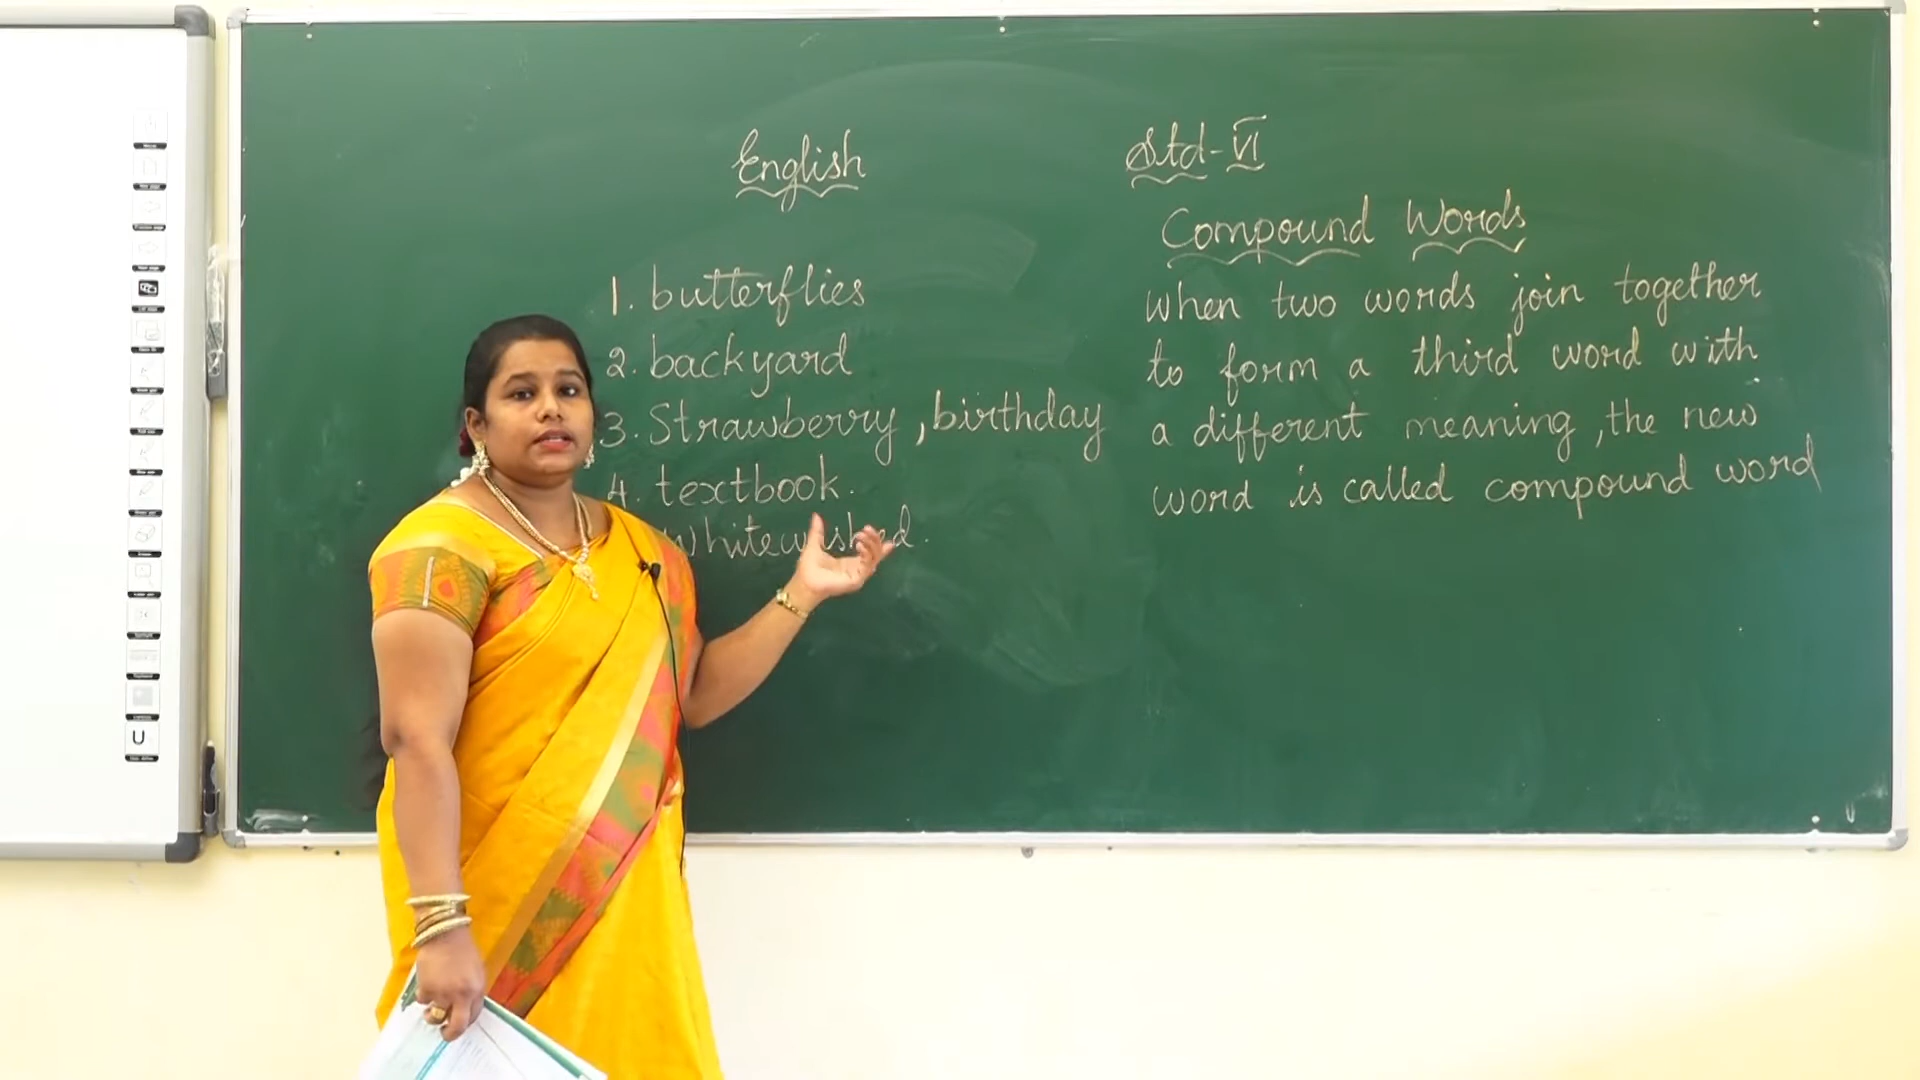 English
Std-VI
Compound Words
1. butterflies
2. backyard
3. Strawberry, birthday
4. textbook.
whitewashed.
when two words join together
to form a third word with
a different meaning, the new
word is called compound word
U